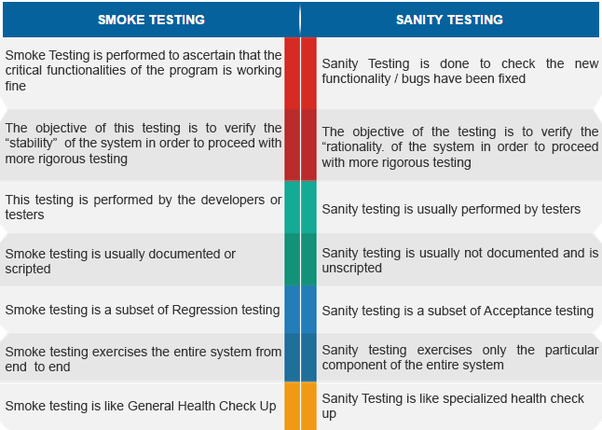 SMOKE TESTING
SANITY TESTING
Smoke Testing is performed to ascertain that the
critical functionalities of the program is working
fine
Sanity Testing is done to check the new
functionality / bugs have been fixed
The objective of this testing is to verify the
“stability” of the system in order to proceed with
more rigorous testing
The objective of the testing is to verify the
“rationality. of the system in order to proceed
with more rigorous testing
This testing is performed by the developers or
testers
Sanity testing is usually performed by testers
Smoke testing is usually documented or
scripted
Sanity testing is usually not documented and is
unscripted
Smoke testing is a subset of Regression testing
Sanity testing is a subset of Acceptance testing
Smoke testing exercises the entire system from
end to end
Sanity testing exercises only the particular
component of the entire system
Smoke testing is like General Health Check Up
Sanity Testing is like specialized health check
up